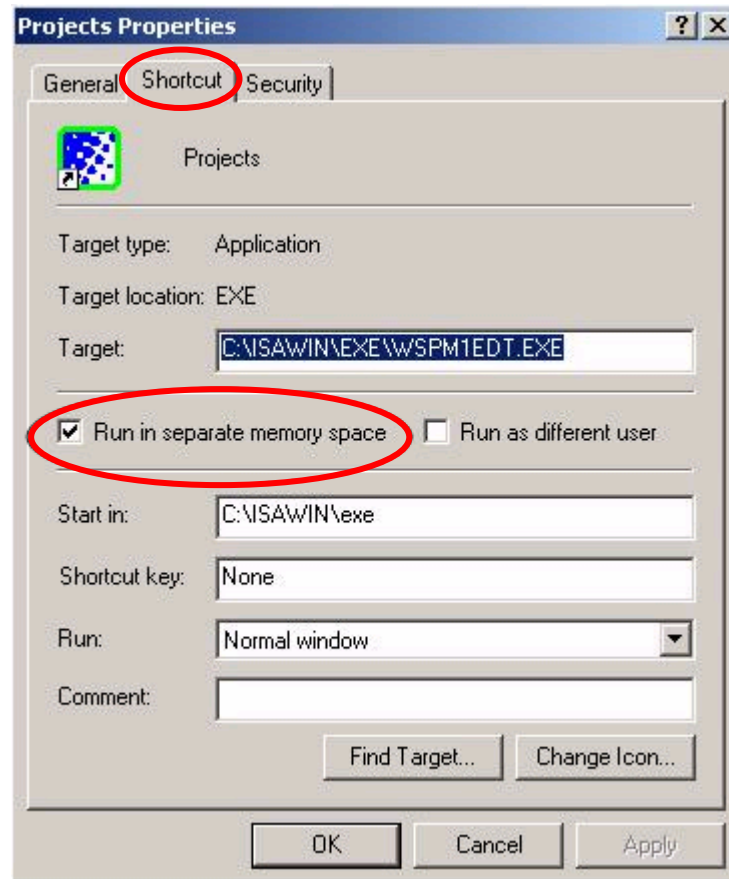 Projects Properties
General Shortcut Security
Projects
Target type: Application
Target location: EXE
Target: C:\ISAWIN\EXE\WSPM1EDT.EXE
Run in separate memory space Run as different user
Start in: C:\ISAWIN\exe
Shortcut key: None
Run: Normal window
Comment:
Find Target... Change Icon...
OK Cancel Apply